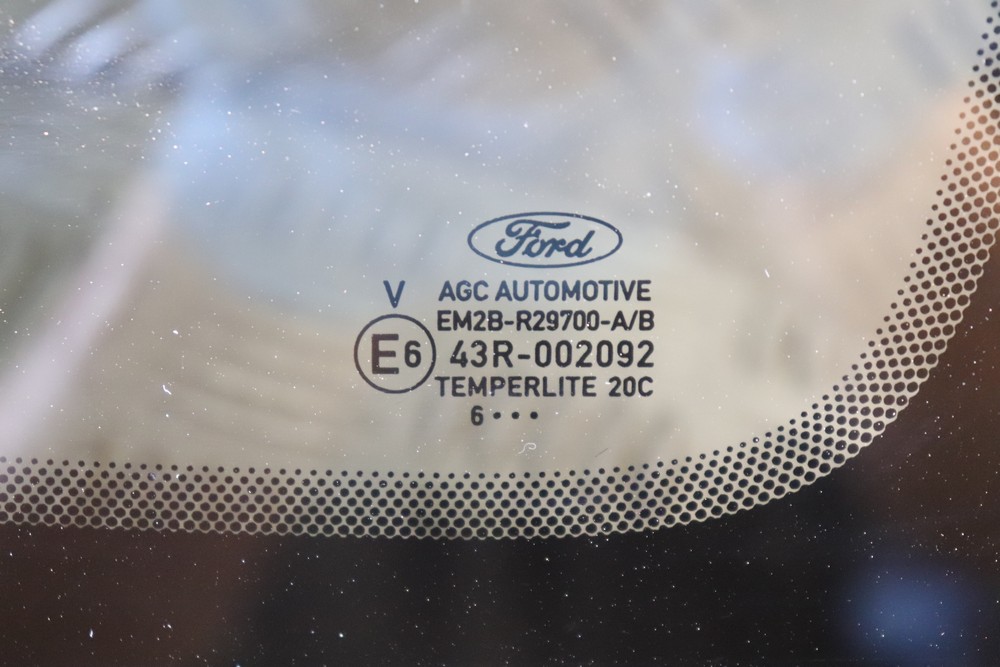 Ford
V AGC AUTOMOTIVE
EM2B-R29700-A/B
E6 43R-002092
TEMPERLITE 20C
6•••